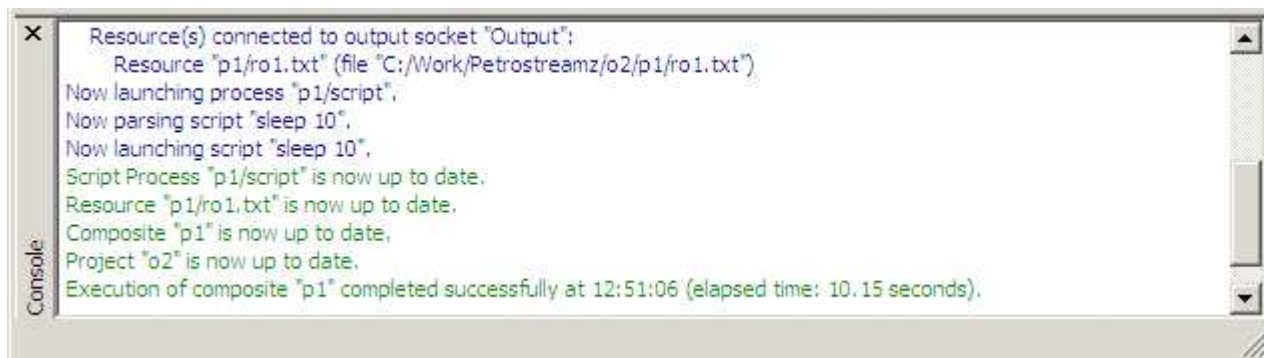 Resource(s) connected to output socket "Output":
Resource "p1/ro1.txt" (file "C:/Work/Petrostreamz/o2/p1/ro1.txt")
Now launching process "p1/script".
Now parsing script "sleep 10".
Now launching script "sleep 10".
Script Process "p1/script" is now up to date.
Resource "p1/ro1.txt" is now up to date.
Composite "p1" is now up to date.
Project "o2" is now up to date.
Execution of composite "p1" completed successfully at 12:51:06 (elapsed time: 10.15 seconds).
Console